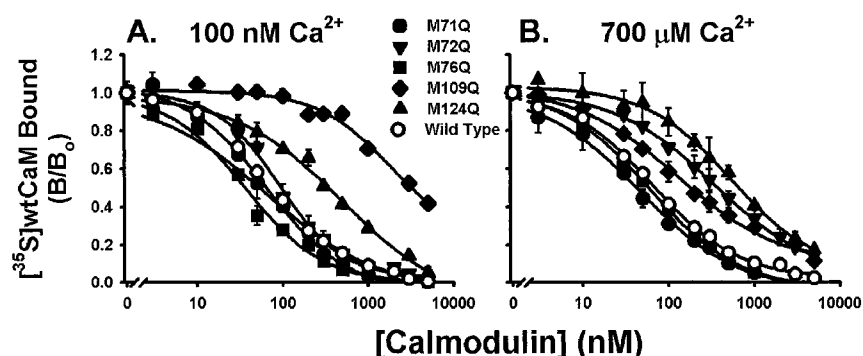 A. 100 nM Ca2+
B. 700 μM Ca2+
M71Q
M72Q
M76Q
M109Q
M124Q
Wild Type
[35S]wtCaM Bound
(B/Bo)
1.2
1.0
0.8
0.6
0.4
0.2
0.0
0 10 100 1000 10000
0 10 100 1000 10000
[Calmodulin] (nM)